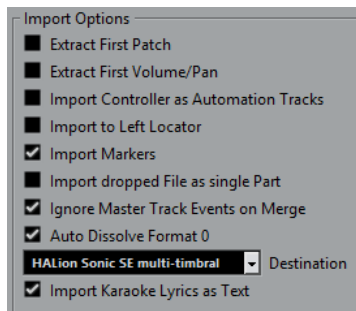 Import Options
Extract First Patch
Extract First Volume/Pan
Import Controller as Automation Tracks
Import to Left Locator
Import Markers
Import dropped File as single Part
Ignore Master Track Events on Merge
Auto Dissolve Format 0
HALion Sonic SE multi-timbral Destination
Import Karaoke Lyrics as Text